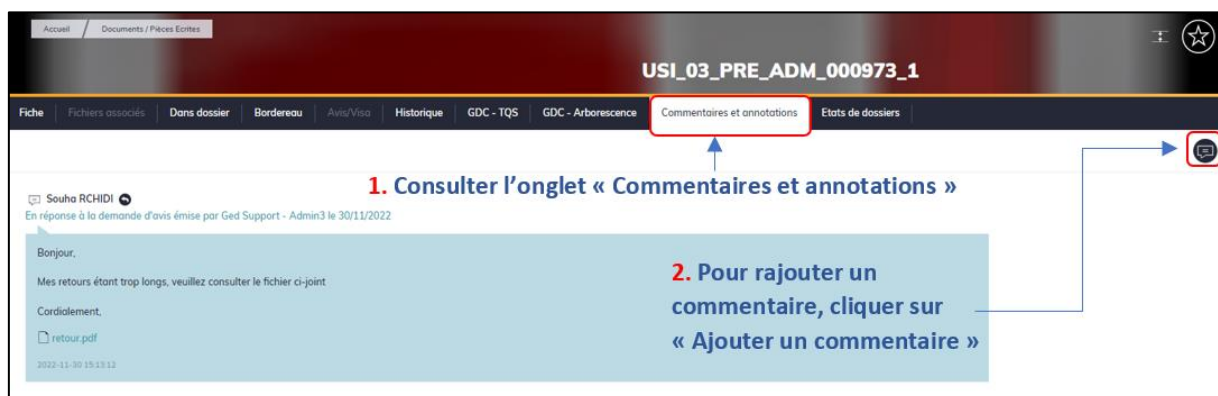 Accueil / Documents / Pièces Ecrites
USI_03_PRE_ADM_000973_1
Fiche Fichiers associés Dans dossier Bordereau Avis/Visa Historique GDC - TQS GDC - Arborescence Commentaires et annotations Etats de dossiers
1. Consulter l'onglet « Commentaires et annotations »
Souha RCHIDI
En réponse à la demande d'avis émise par Ged Support - Admin3 le 30/11/2022
Bonjour,
Mes retours étant trop longs, veuillez consulter le fichier ci-joint
Cordialement,
retour.pdf
2022-11-30 15:13:12
2. Pour rajouter un
commentaire, cliquer sur
« Ajouter un commentaire »